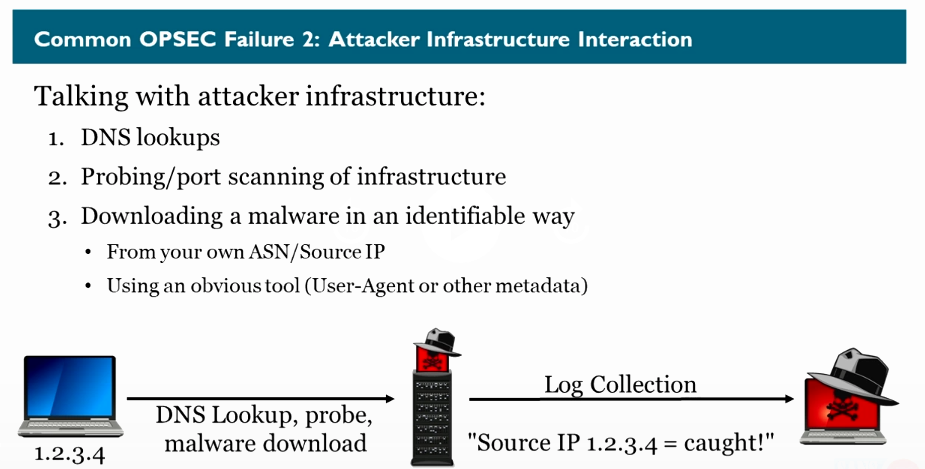 Common OPSEC Failure 2: Attacker Infrastructure Interaction
Talking with attacker infrastructure:
1. DNS lookups
2. Probing/port scanning of infrastructure
3. Downloading a malware in an identifiable way
• From your own ASN/Source IP
• Using an obvious tool (User-Agent or other metadata)
DNS Lookup, probe,
malware download
1.2.3.4
Log Collection
"Source IP 1.2.3.4 = caught!"